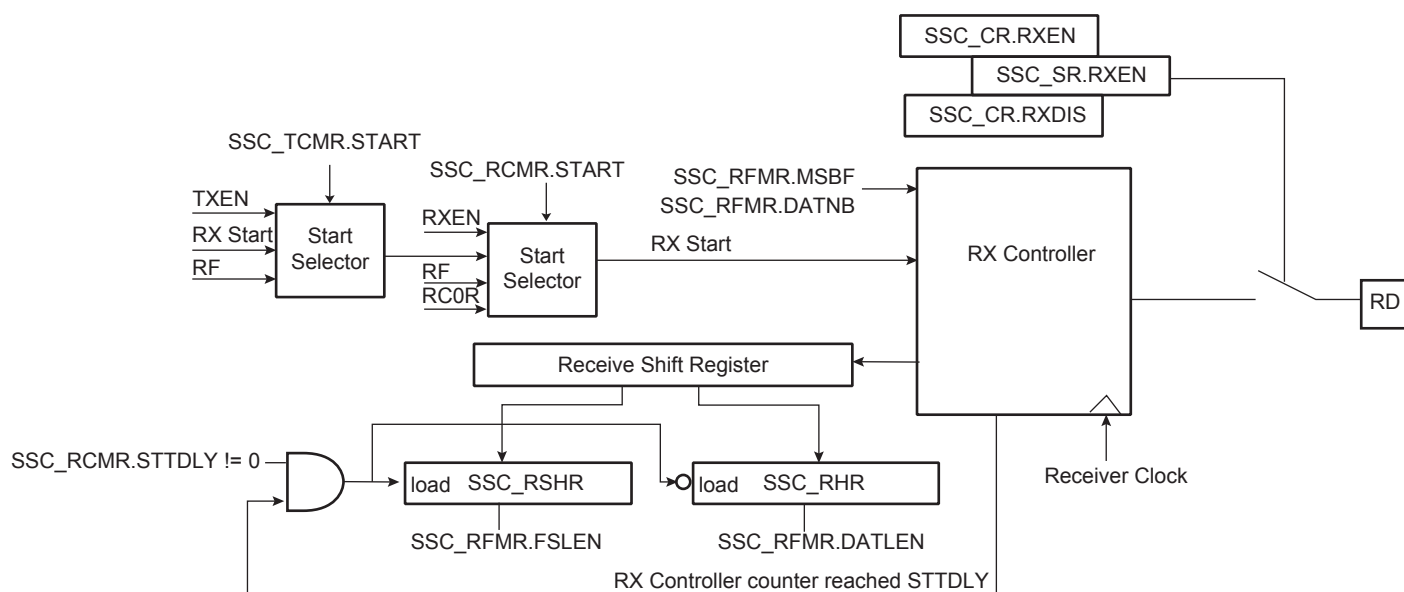 SSC_CR.RXEN
SSC_SR.RXEN
SSC_CR.RXDIS
SSC_TCMR.START
SSC_RCMR.START
SSC_RFMR.MSBF
SSC_RFMR.DATNB
TXEN
RX Start
RF
Start
Selector
RXEN
RF
RC0R
Start
Selector
RX Start
RX Controller
RD
Receive Shift Register
Receiver Clock
SSC_RCMR.STTDLY != 0
load SSC_RSHR
load SSC_RHR
SSC_RFMR.FSLEN
SSC_RFMR.DATLEN
RX Controller counter reached STTDLY